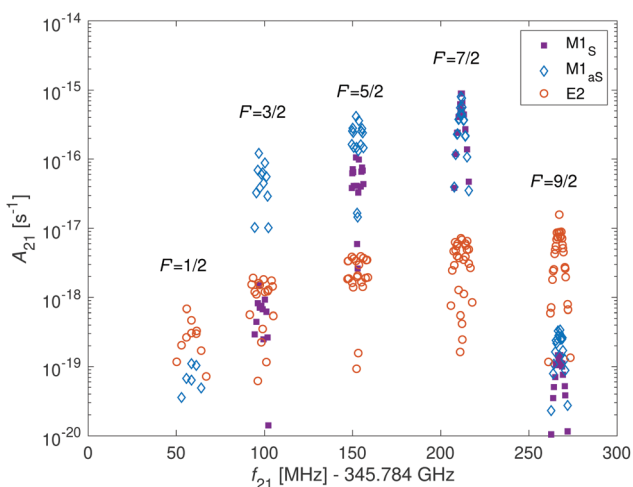 10-14
10-15
10-16
10-17
10-18
10-19
10-20
A21 [s-1]
F=7/2
F=5/2
F=3/2
F=9/2
F=1/2
M1S
M1aS
E2
0 50 100 150 200 250 300
f21 [MHz] - 345.784 GHz